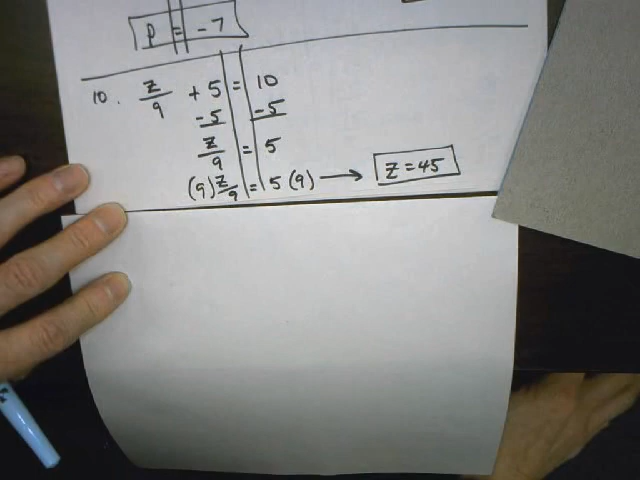 P = -7
10. z/9 + 5 = 10
-5 -5
z/9 = 5
(9) z/9 = 5 (9) → z = 45